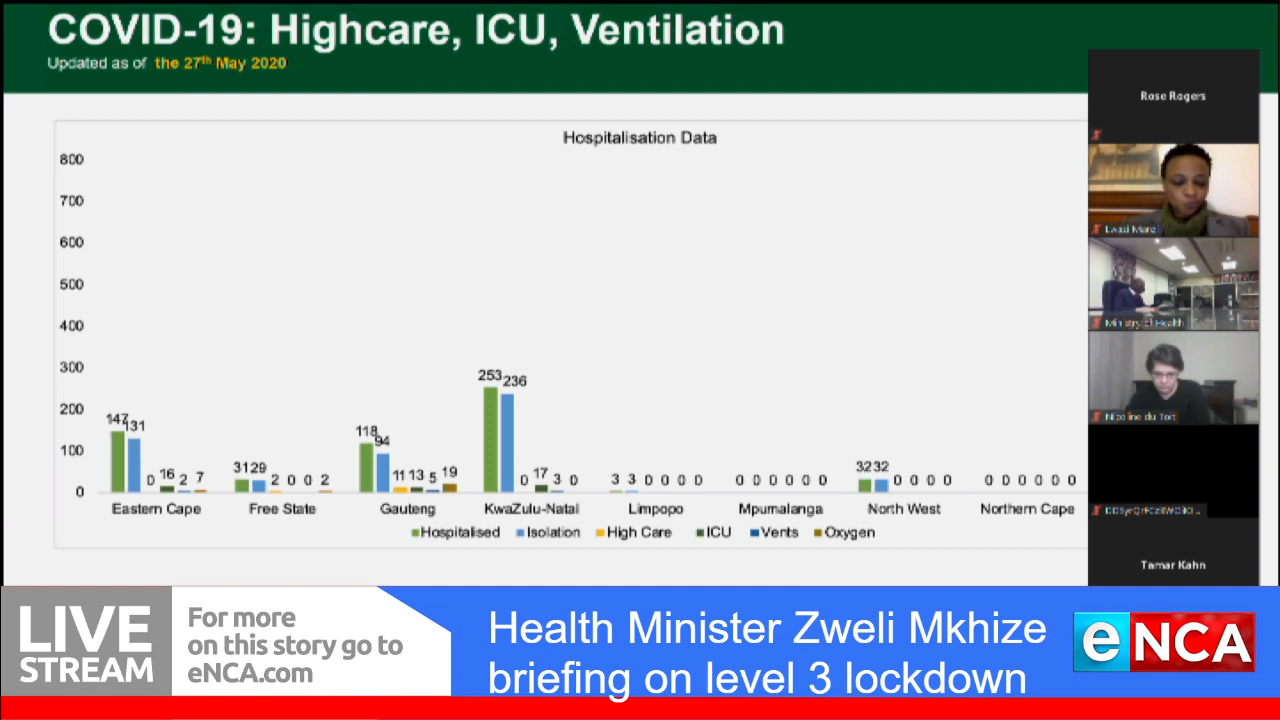 COVID-19: Highcare, ICU, Ventilation
Updated as of the 27th May 2020
Hospitalisation Data
800
700
600
500
400
300
200
100
0
147 131 0 16 2 7
31 29 2 0 0 2
118 94 11 13 5 19
253 236 0 17 3 0
3 3 0 0 0 0
0 0 0 0 0 0
32 32 0 0 0 0
0 0 0 0 0 0
Eastern Cape Free State Gauteng KwaZulu-Natal Limpopo Mpumalanga North West Northern Cape
Hospitalised Isolation High Care ICU Vents Oxygen
Rose Rogers
Lwazi Manzi
Ministry of Health
Nicoline du Toit
Tamar Kahn
LIVE
STREAM
For more
on this story go to
eNCA.com
Health Minister Zweli Mkhize
briefing on level 3 lockdown
eNCA